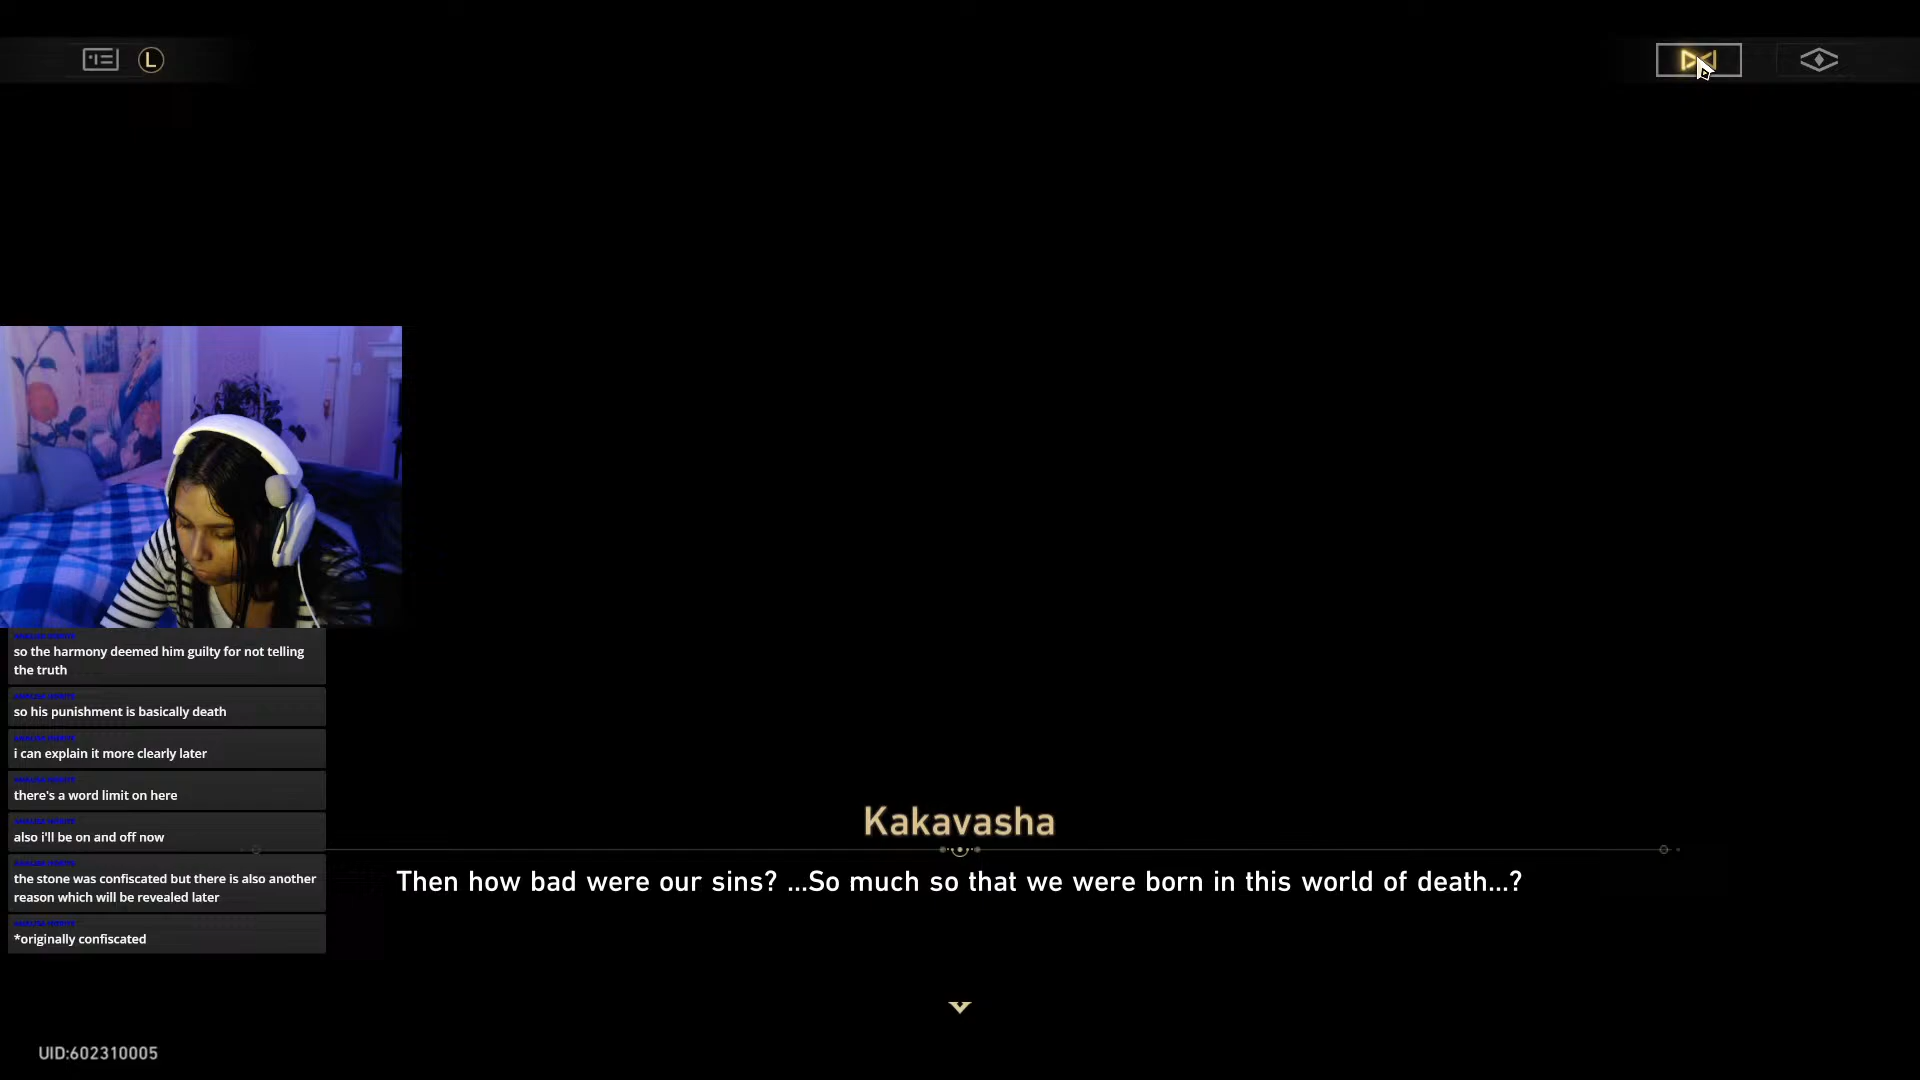 L
so the harmony deemed him guilty for not telling
the truth
so his punishment is basically death
i can explain it more clearly later
there's a word limit on here
also i'll be on and off now
the stone was confiscated but there is also another
reason which will be revealed later
*originally confiscated
Kakavasha
Then how bad were our sins? ...So much so that we were born in this world of death...?
UID:602310005